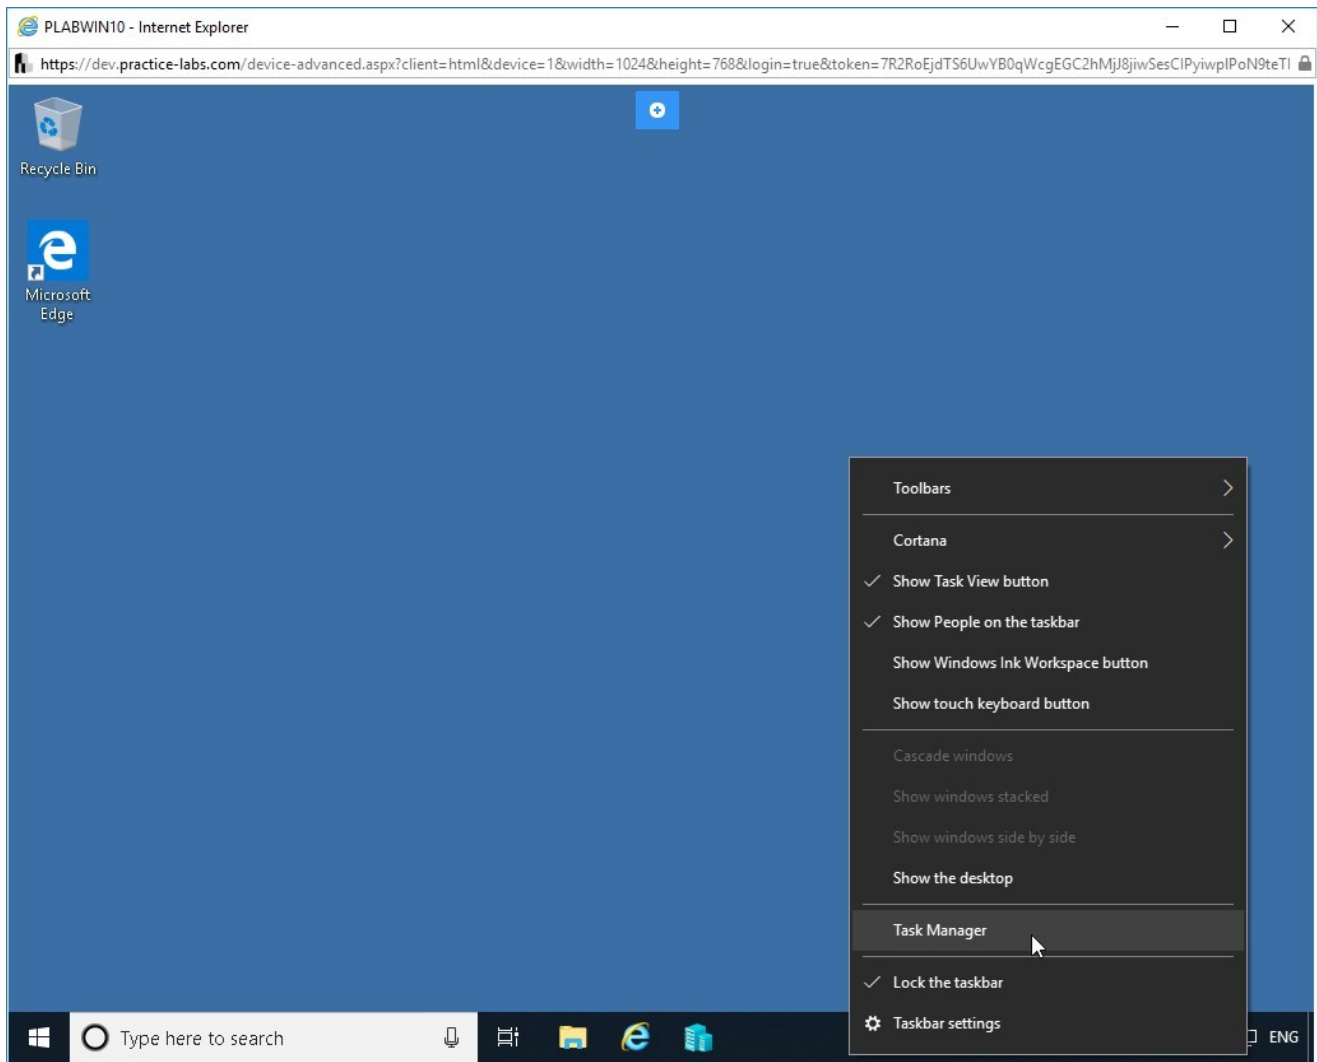 PLABWIN10 - Internet Explorer
https://dev.practice-labs.com/device-advanced.aspx?client=html&device=1&width=1024&height=768&login=true&token=7R2RoEjdTS6UwYB0qWcgEGC2hMjJ8jiwSesCIPyiwpIPoN9teTI
Recycle Bin
Microsoft
Edge
Toolbars
Cortana
Show Task View button
Show People on the taskbar
Show Windows Ink Workspace button
Show touch keyboard button
Cascade windows
Show windows stacked
Show windows side by side
Show the desktop
Task Manager
Lock the taskbar
Taskbar settings
Type here to search
ENG